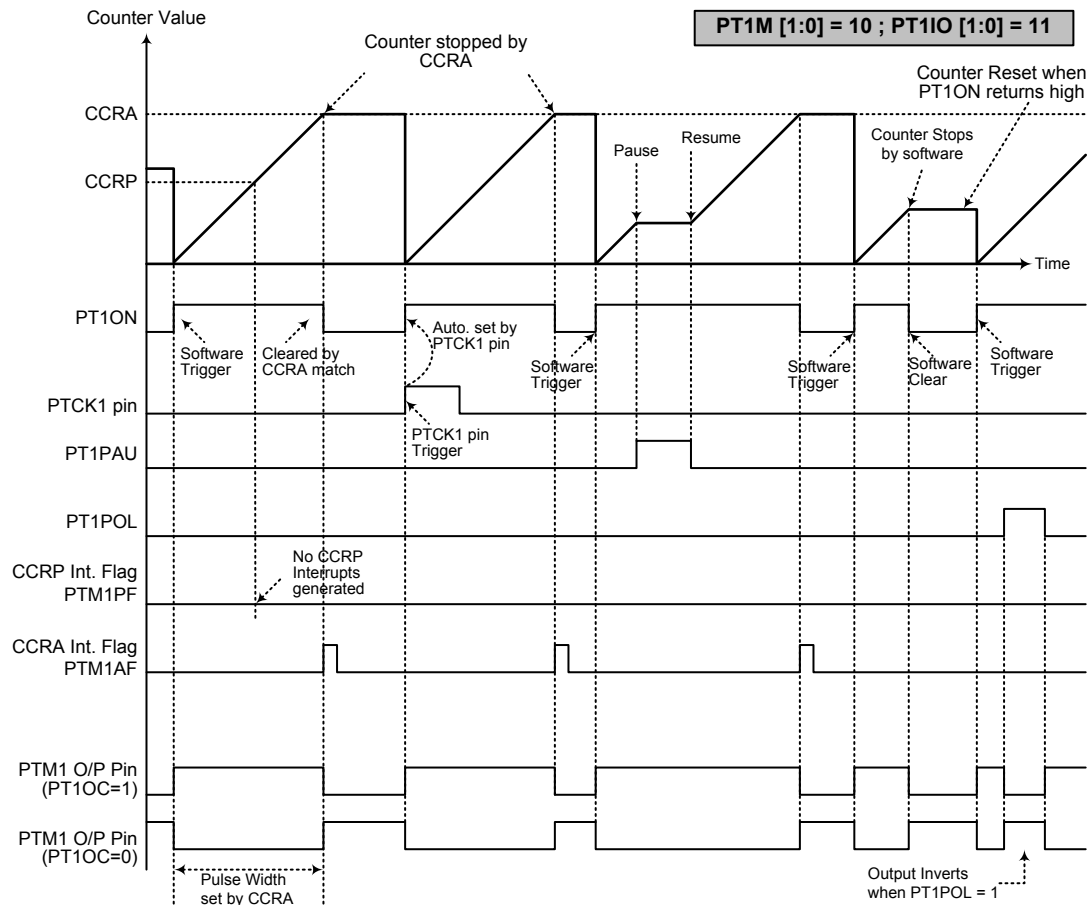 Counter Value
PT1M [1:0] = 10 ; PT1IO [1:0] = 11
Counter stopped by
CCRA
Counter Reset when
PT1ON returns high
CCRA
Pause
Resume
Counter Stops
by software
CCRP
Time
PT1ON
Software
Trigger
Cleared by
CCRA match
Auto. set by
PTCK1 pin
Software
Trigger
Software
Trigger
Software
Clear
Software
Trigger
PTCK1 pin
PTCK1 pin
Trigger
PT1PAU
PT1POL
CCRP Int. Flag
PTM1PF
No CCRP
Interrupts
generated
CCRA Int. Flag
PTM1AF
PTM1 O/P Pin
(PT1OC=1)
PTM1 O/P Pin
(PT1OC=0)
Pulse Width
set by CCRA
Output Inverts
when PT1POL = 1